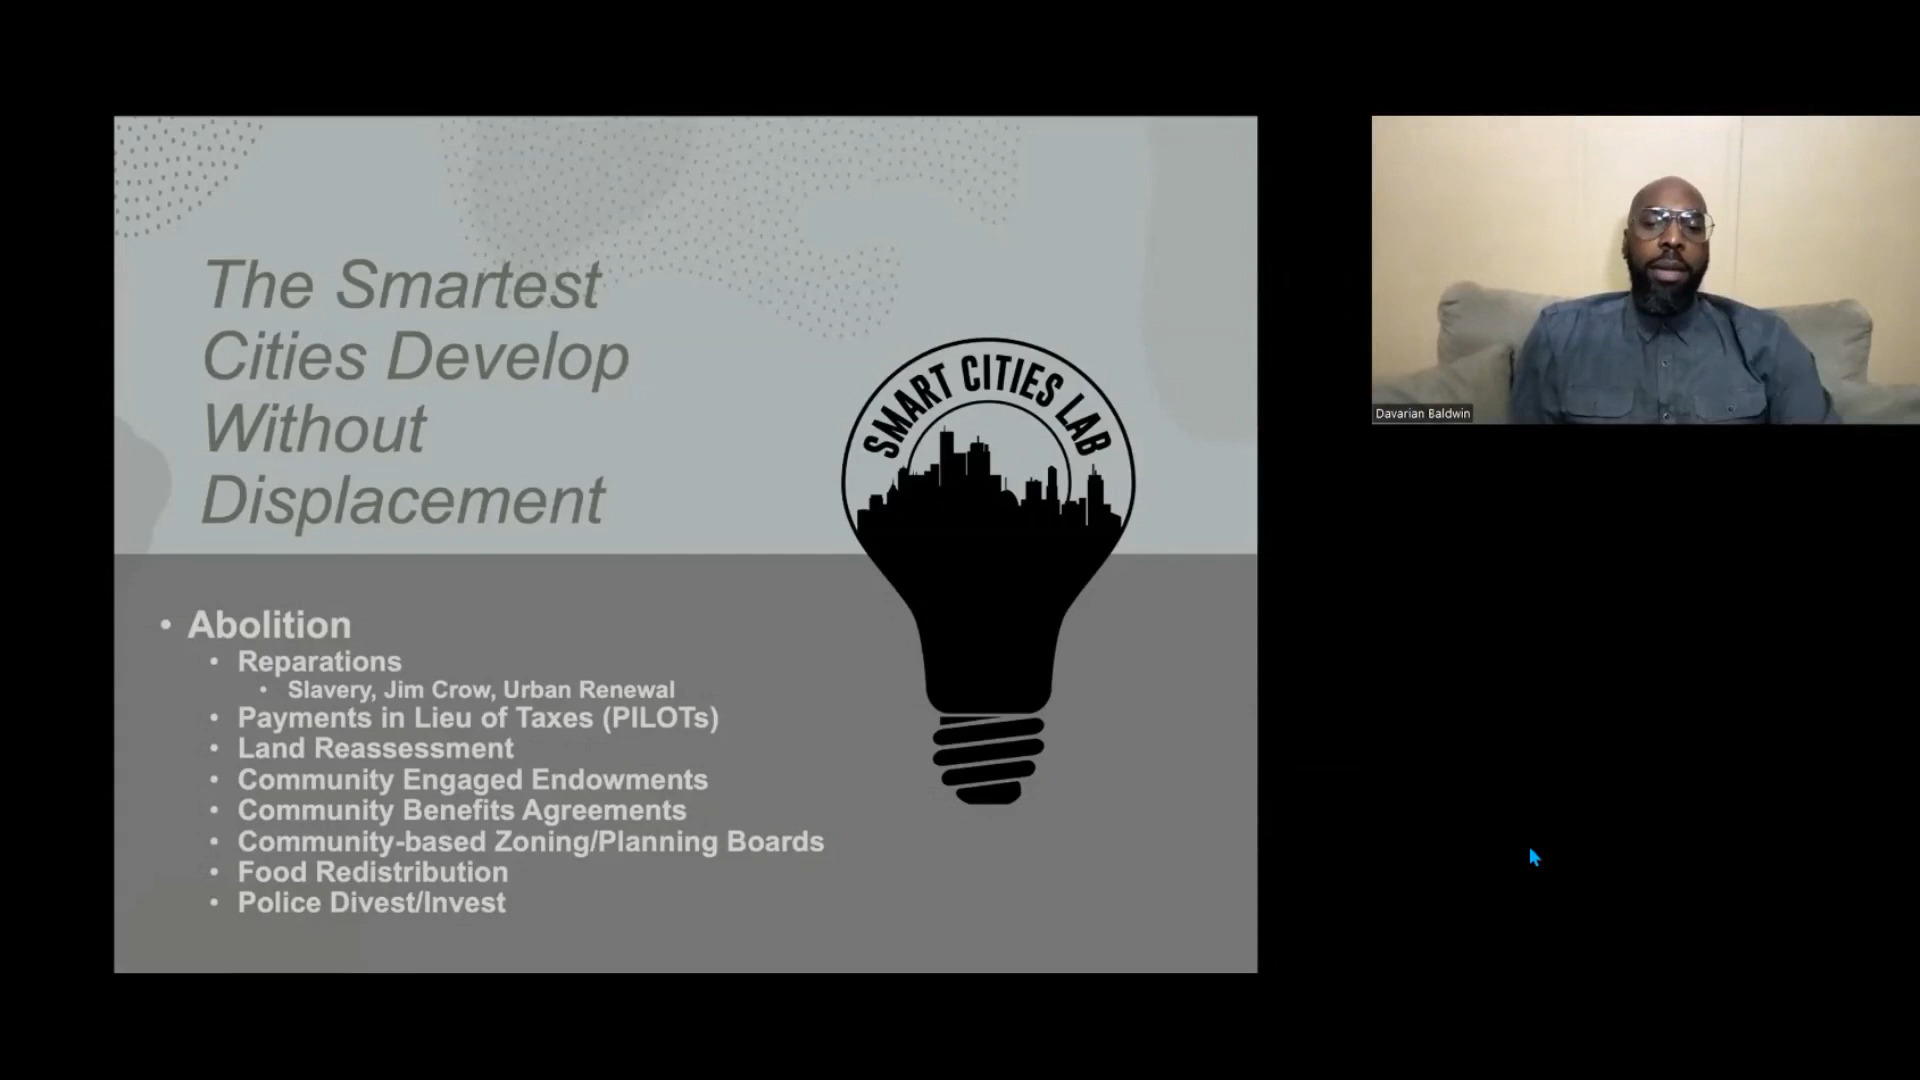 The Smartest
Cities Develop
Without
Displacement
SMART CITIES LAB
• Abolition
• Reparations
• Slavery, Jim Crow, Urban Renewal
• Payments in Lieu of Taxes (PILOTs)
• Land Reassessment
• Community Engaged Endowments
• Community Benefits Agreements
• Community-based Zoning/Planning Boards
• Food Redistribution
• Police Divest/Invest
Davarian Baldwin